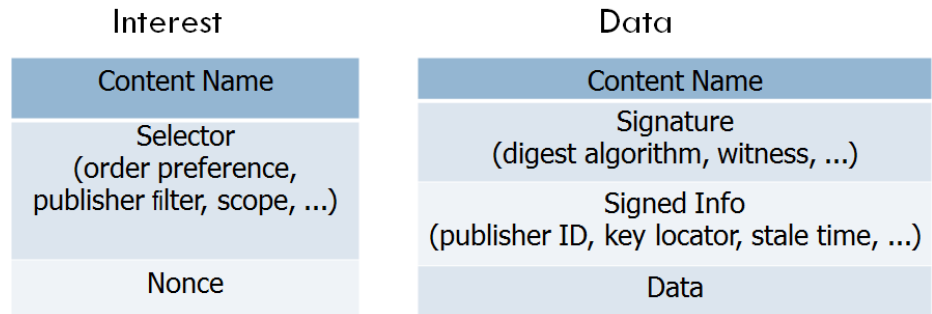 Interest
Content Name
Selector
(order preference,
publisher filter, scope, ...)
Nonce
Data
Content Name
Signature
(digest algorithm, witness, ...)
Signed Info
(publisher ID, key locator, stale time, ...)
Data